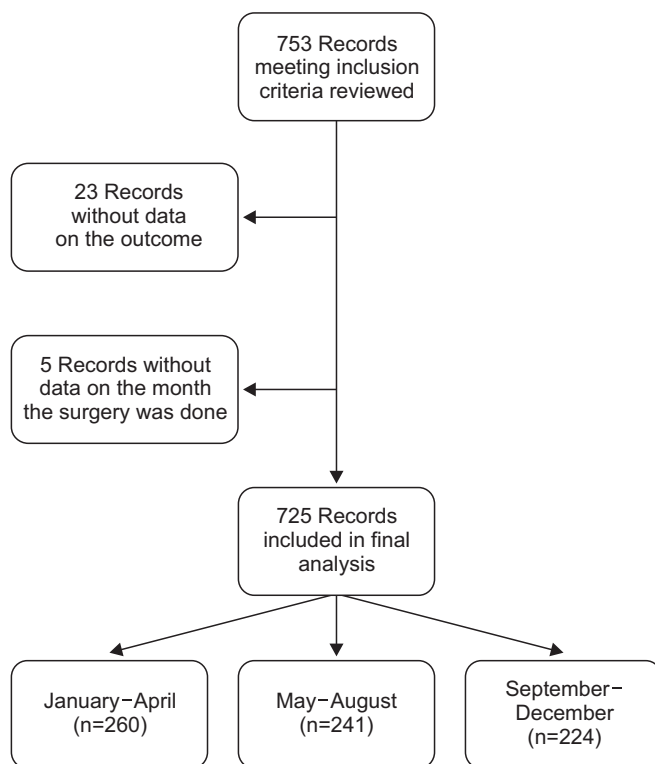 753 Records
meeting inclusion
criteria reviewed
23 Records
without data
on the outcome
5 Records without
data on the month
the surgery was done
725 Records
included in final
analysis
January−April
(n=260)
May−August
(n=241)
September−
December
(n=224)